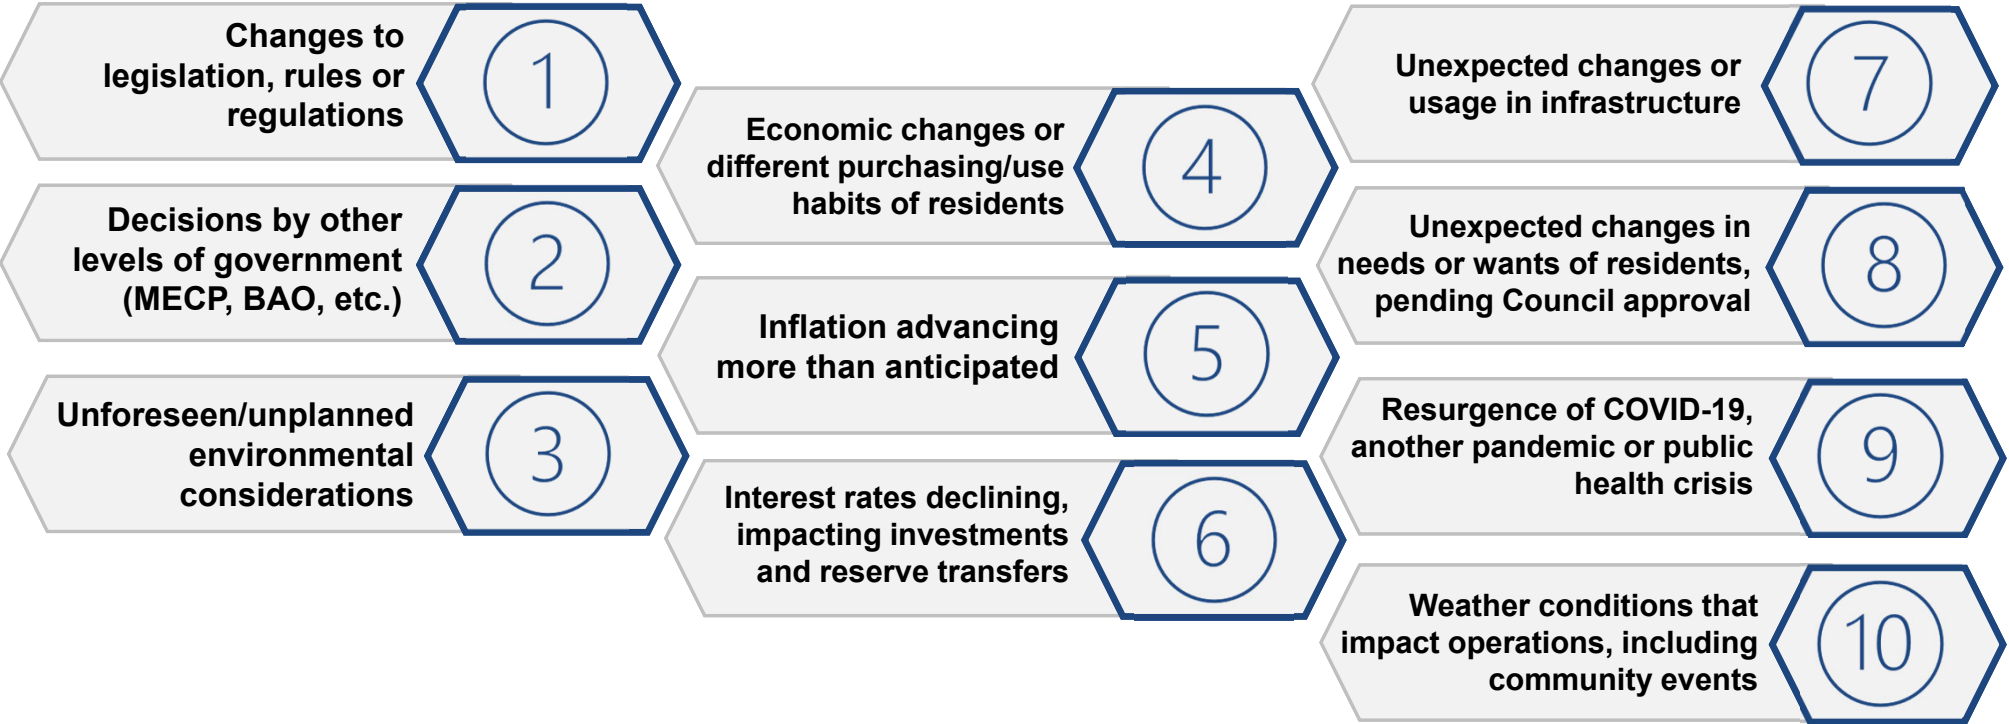 Changes to
legislation, rules or
regulations
1
Decisions by other
levels of government
(MECP, BAO, etc.)
2
Unforeseen/unplanned
environmental
considerations
3
Economic changes or
different purchasing/use
habits of residents
4
Inflation advancing
more than anticipated
5
Interest rates declining,
impacting investments
and reserve transfers
6
Unexpected changes or
usage in infrastructure
7
Unexpected changes in
needs or wants of residents,
pending Council approval
8
Resurgence of COVID-19,
another pandemic or public
health crisis
9
Weather conditions that
impact operations, including
community events
10